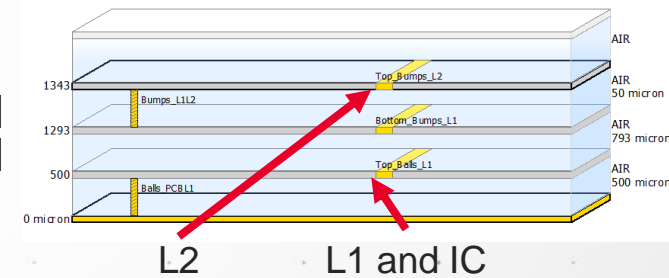 AIR
Top_Bumps_L2
1343
AIR
50 micron
Bumps_L1L2
Bottom_Bumps_L1
1293
AIR
793 micron
Top_Balls_L1
500
AIR
500 micron
Balls_PCBL1
0 micron
L2
L1 and IC